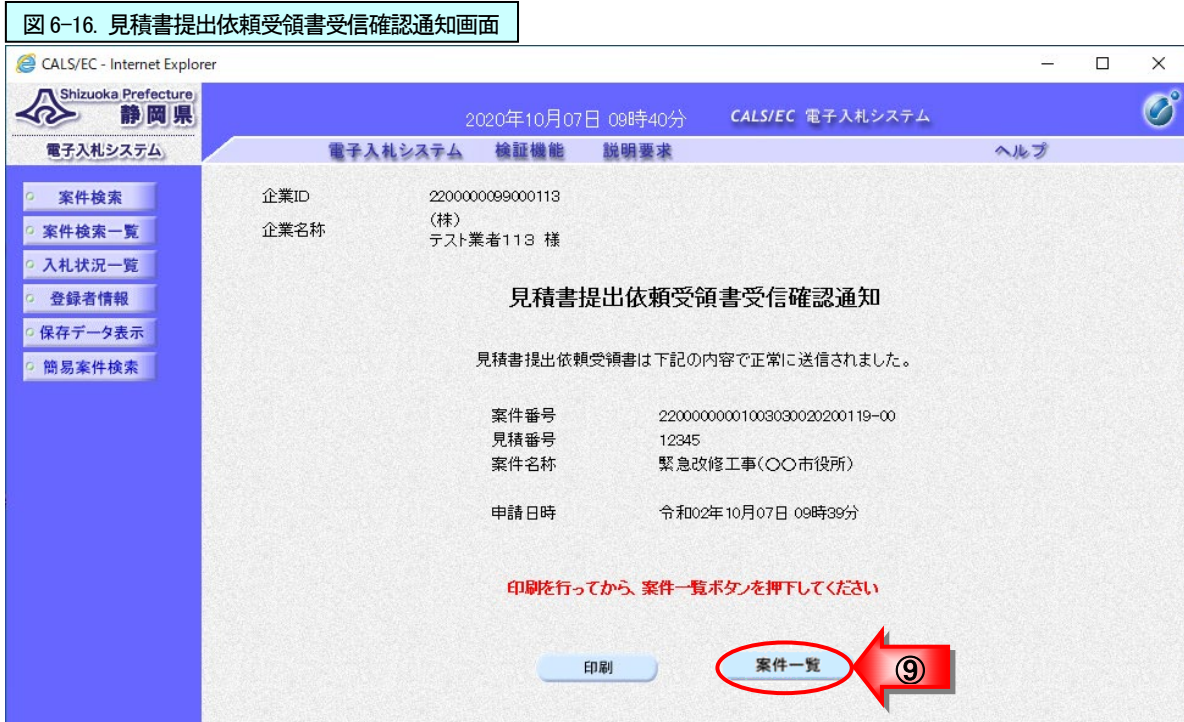 図 6-16. 見積書提出依頼受領書受信確認通知画面
CALS/EC - Internet Explorer
Shizuoka Prefecture
静岡県
2020年10月07日 09時40分 CALS/EC 電子入札システム
電子入札システム
電子入札システム 検証機能 説明要求 ヘルプ
案件検索
案件検索一覧
入札状況一覧
登録者情報
保存データ表示
簡易案件検索
企業ID 2200000099000113
企業名称 (株)
テスト業者113 様
見積書提出依頼受領書受信確認通知
見積書提出依頼受領書は下記の内容で正常に送信されました。
案件番号 2200000000100303002020​0119-00
見積番号 12345
案件名称 緊急改修工事(〇〇市役所)
申請日時 令和02年10月07日 09時39分
印刷を行ってから、案件一覧ボタンを押下してください
印刷 案件一覧 ⑨